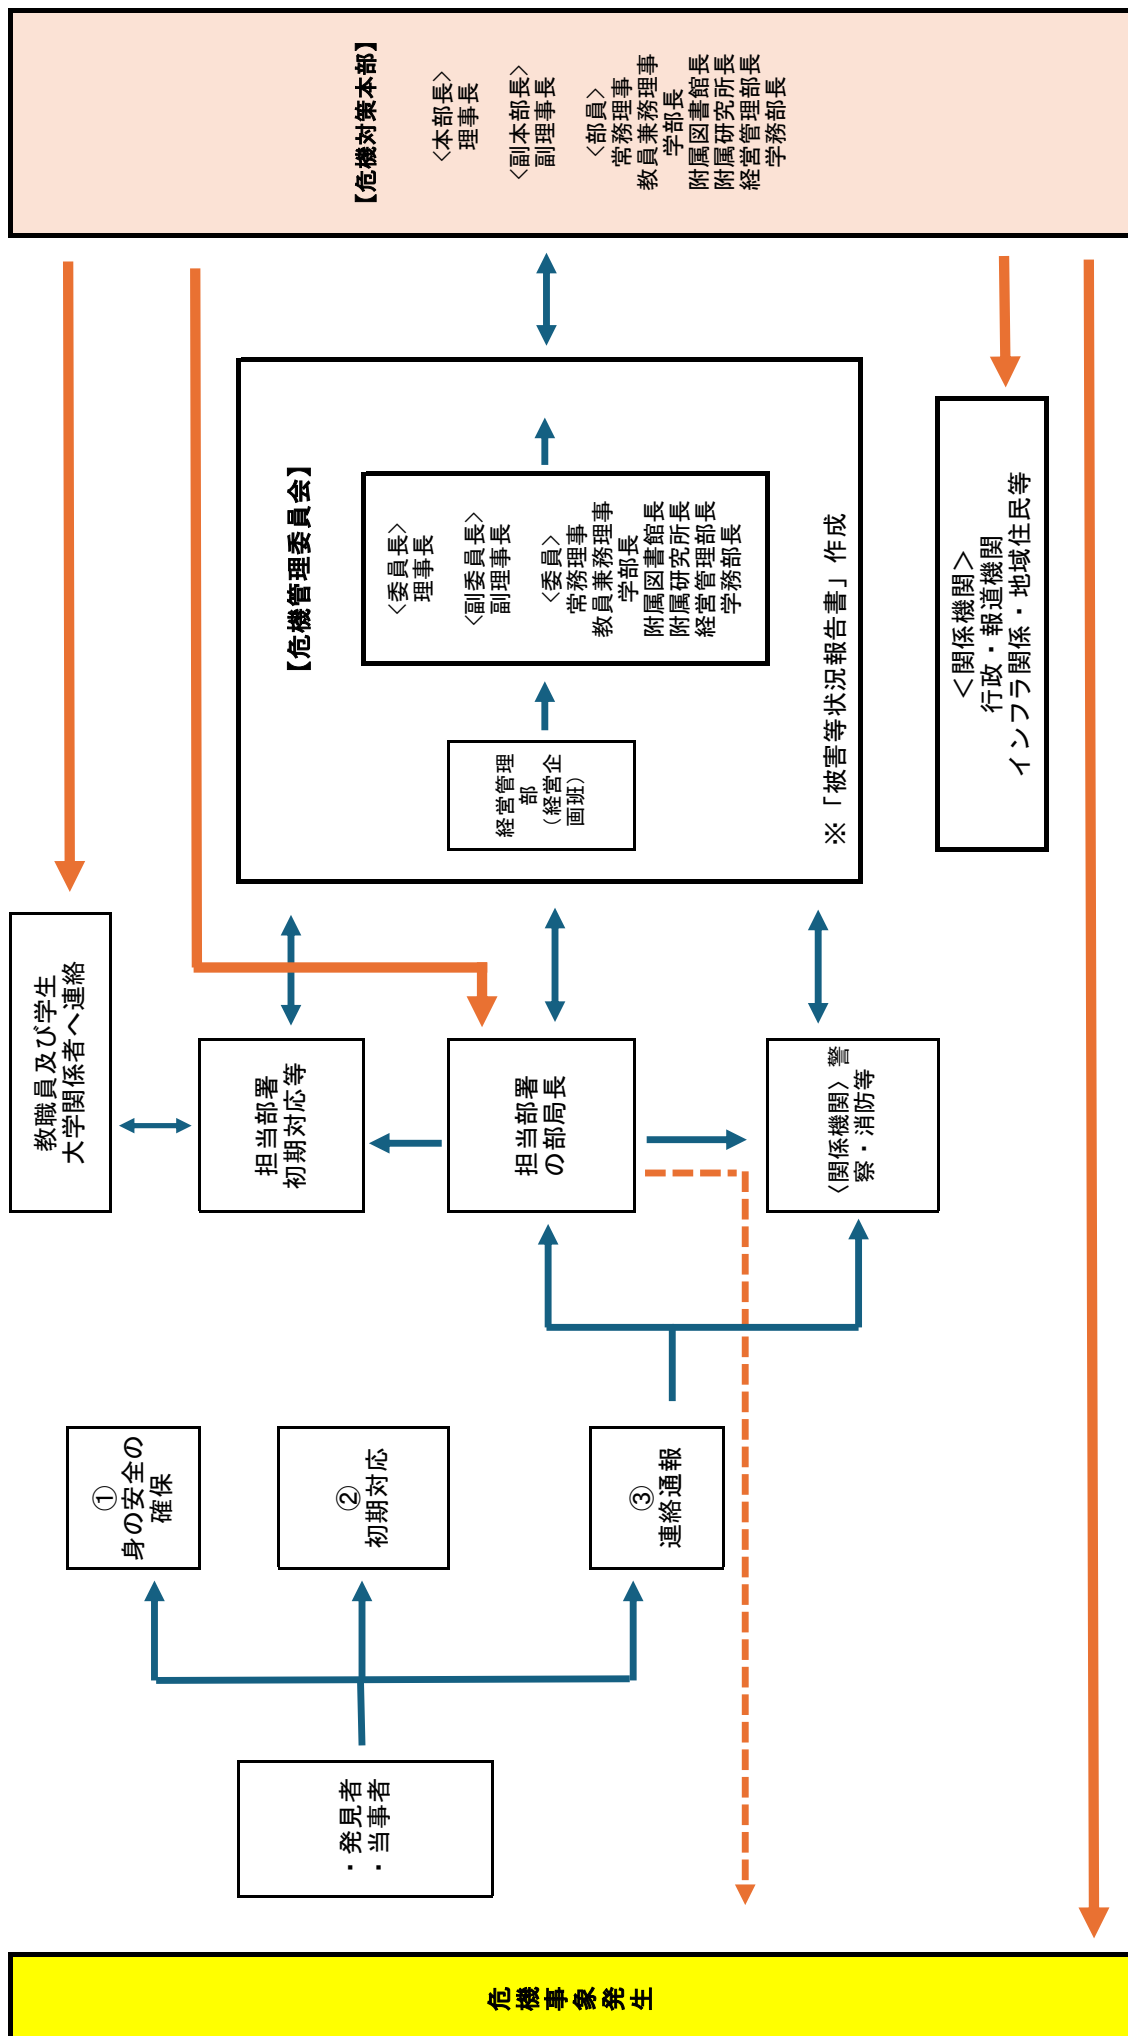 危機事象発生
・発見者
・当事者
①
身の安全の
確保
②
初期対応
③
連絡通報
教職員及び学生
大学関係者へ連絡
担当部署
初期対応等
担当部署
の部局長
〈関係機関〉警
察・消防等
【危機管理委員会】
経営管理
部
（経営企
画班）
〈委員長〉
理事長
〈副委員長〉
副理事長
〈委員〉
常務理事
教員兼務理事
学部長
附属図書館長
附属研究所長
経営管理部長
学務部長
※「被害等状況報告書」作成
＜関係機関＞
行政・報道機関
インフラ関係・地域住民等
【危機対策本部】
〈本部長〉
理事長
〈副本部長〉
副理事長
〈部員〉
常務理事
教員兼務理事
学部長
附属図書館長
附属研究所長
経営管理部長
学務部長